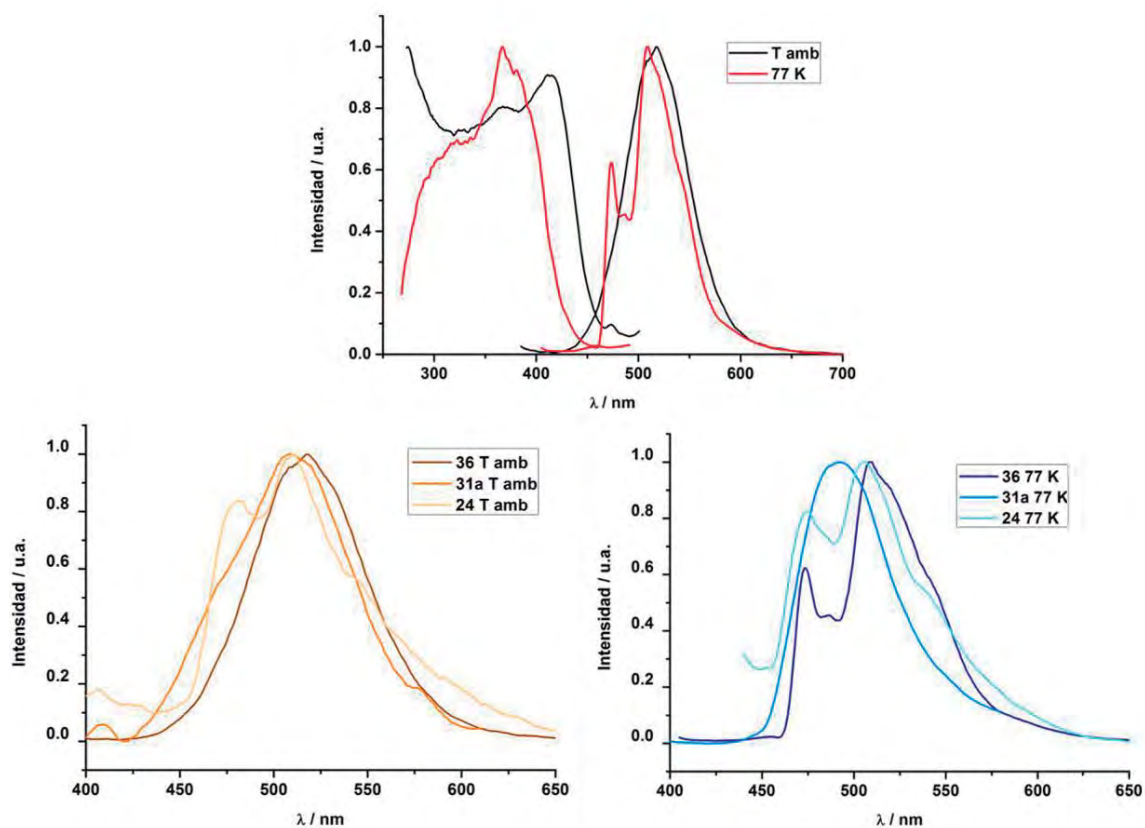 T amb
77 K
Intensidad / u.a.
1.0
0.8
0.6
0.4
0.2
0.0
300 400 500 600 700
λ / nm
36 T amb
31a T amb
24 T amb
Intensidad / u.a.
1.0
0.8
0.6
0.4
0.2
0.0
400 450 500 550 600 650
λ / nm
36 77 K
31a 77 K
24 77 K
Intensidad / u.a.
1.0
0.8
0.6
0.4
0.2
0.0
400 450 500 550 600 650
λ / nm